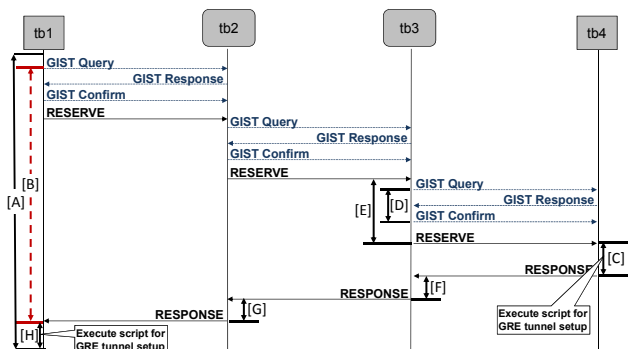 tb1
tb2
tb3
tb4
GIST Query
GIST Response
GIST Confirm
RESERVE
GIST Query
GIST Response
GIST Confirm
RESERVE
[B]
[A]
GIST Query
[E]
[D]
GIST Response
GIST Confirm
RESERVE
[C]
RESPONSE
[F]
RESPONSE
[G]
RESPONSE
Execute script for
GRE tunnel setup
[H]
Execute script for
GRE tunnel setup